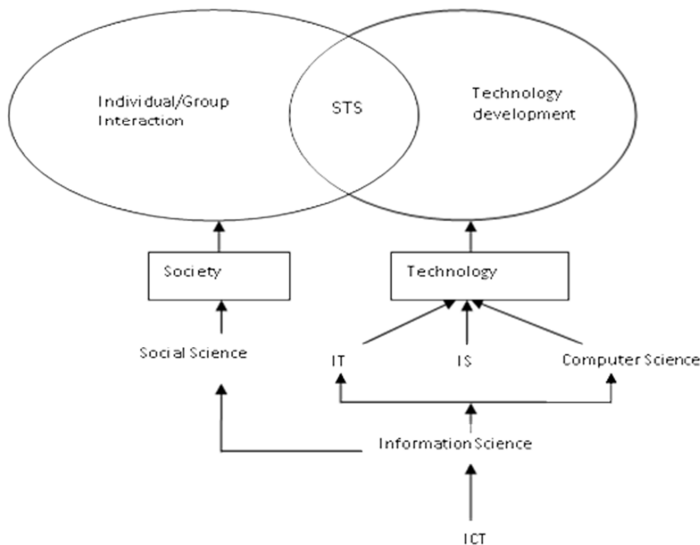 Individual/Group
Interaction
STS
Technology
development
Society
Technology
Social Science
IT
IS
Computer Science
Information Science
ICT